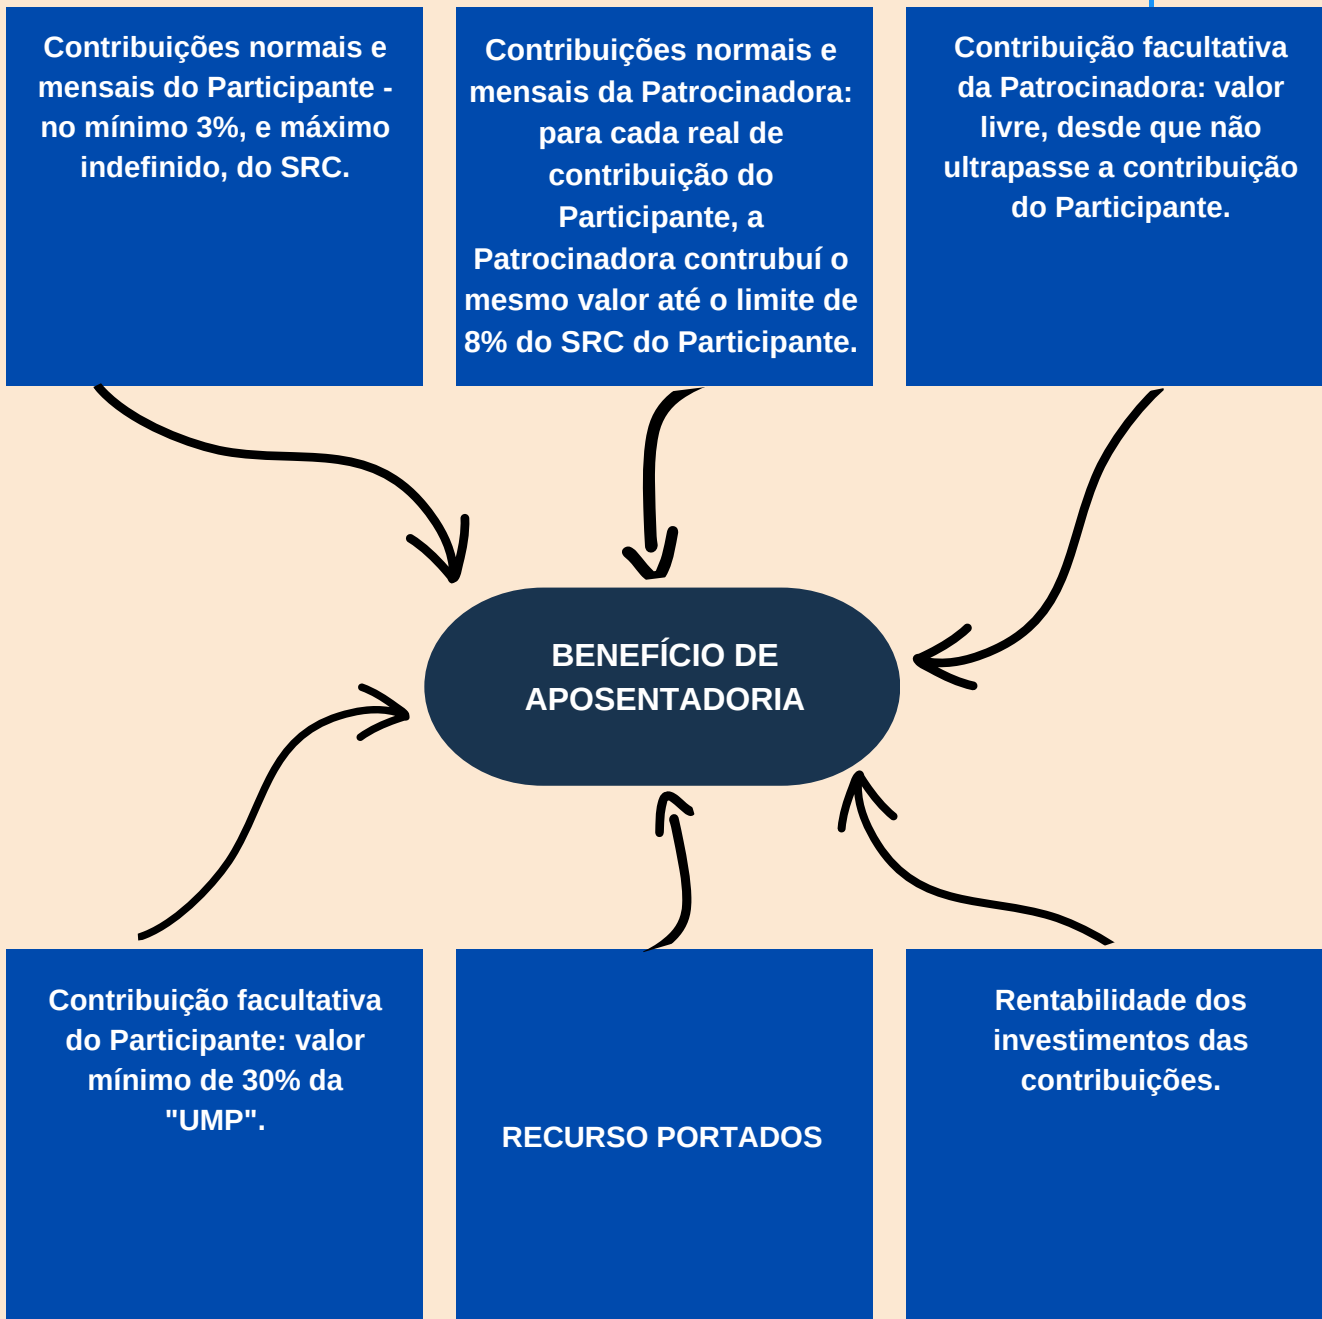 Contribuições normais e
mensais do Participante -
no mínimo 3%, e máximo
indefinido, do SRC.
Contribuições normais e
mensais da Patrocinadora:
para cada real de
contribuição do
Participante, a
Patrocinadora contrubuí o
mesmo valor até o limite de
8% do SRC do Participante.
Contribuição facultativa
da Patrocinadora: valor
livre, desde que não
ultrapasse a contribuição
do Participante.
BENEFÍCIO DE
APOSENTADORIA
Contribuição facultativa
do Participante: valor
mínimo de 30% da
"UMP".
RECURSO PORTADOS
Rentabilidade dos
investimentos das
contribuições.